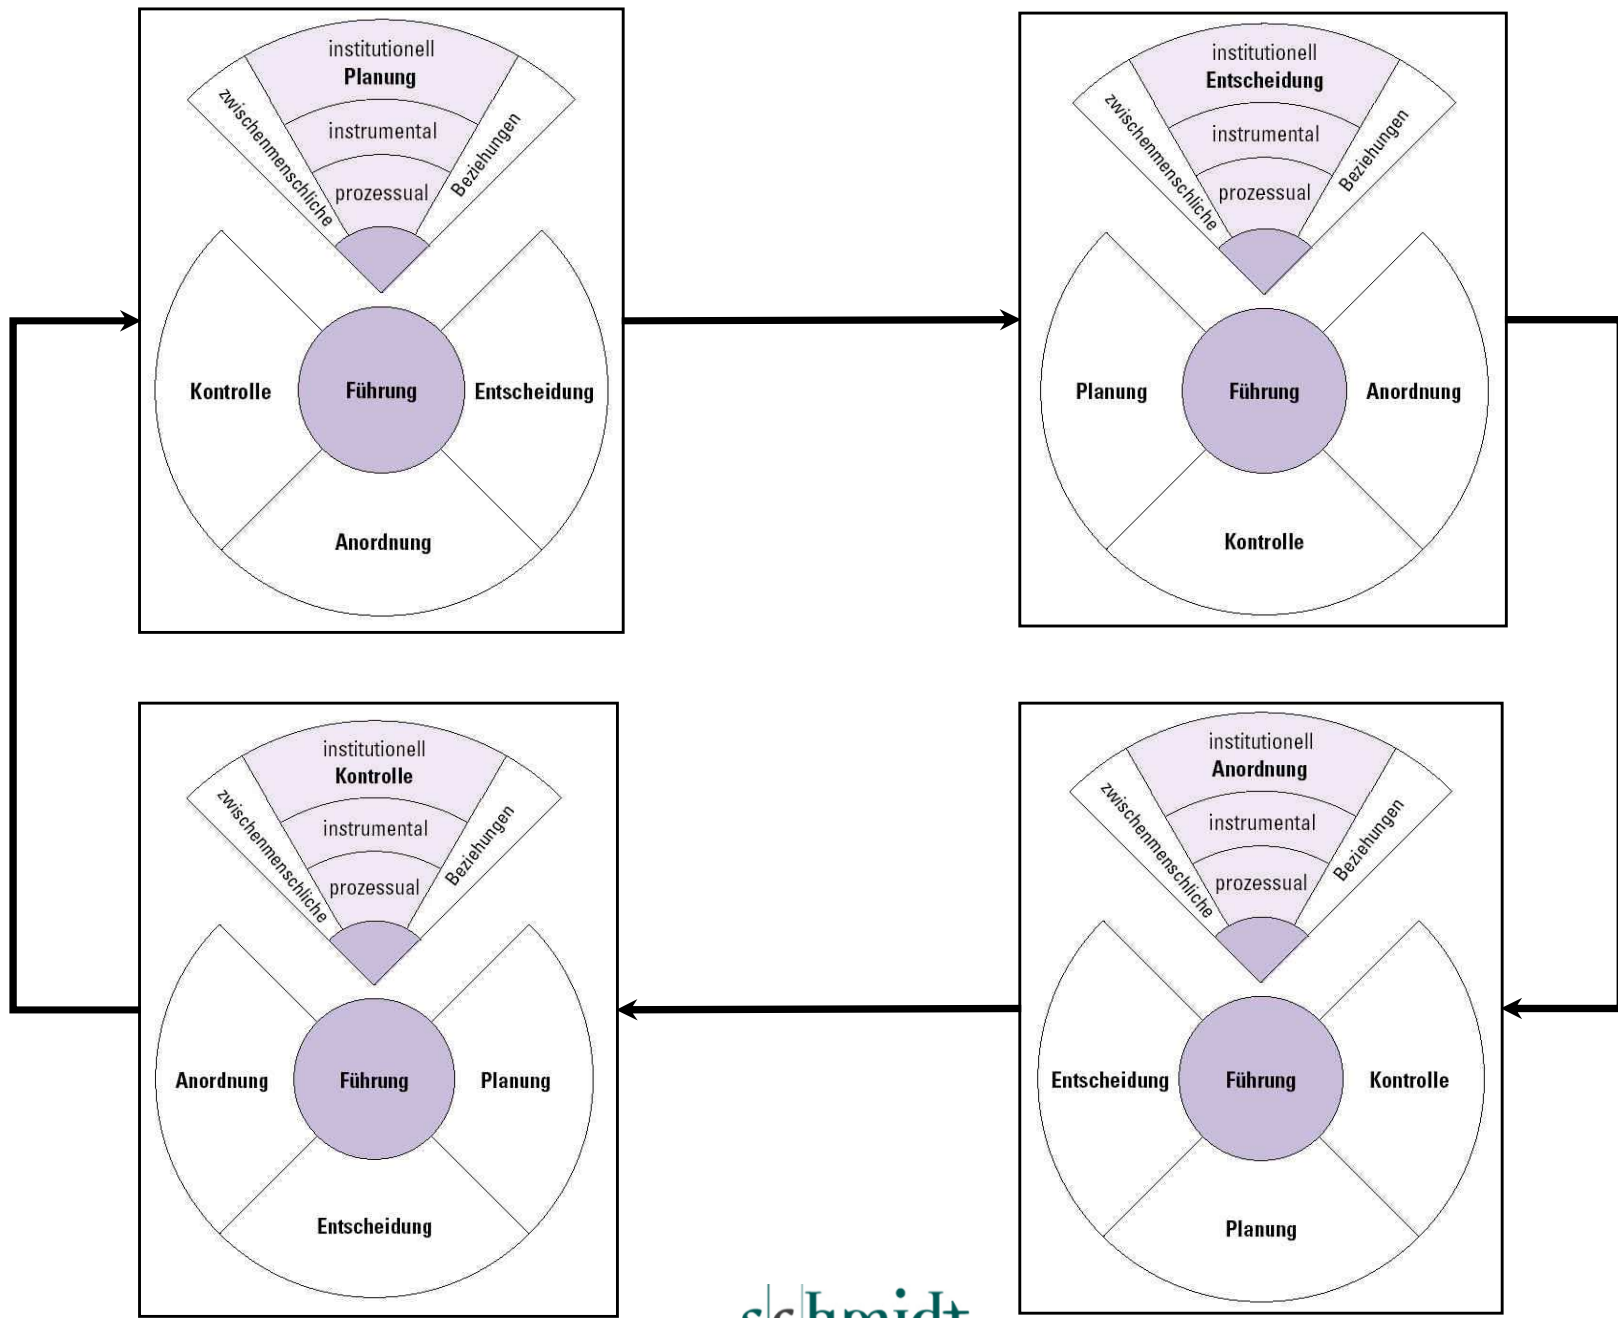 institutionell
Planung
instrumental
prozessual
zwischenmenschliche
Beziehungen
Kontrolle
Führung
Entscheidung
Anordnung
institutionell
Entscheidung
instrumental
prozessual
zwischenmenschliche
Beziehungen
Planung
Führung
Anordnung
Kontrolle
institutionell
Kontrolle
instrumental
prozessual
zwischenmenschliche
Beziehungen
Anordnung
Führung
Planung
Entscheidung
institutionell
Anordnung
instrumental
prozessual
zwischenmenschliche
Beziehungen
Entscheidung
Führung
Kontrolle
Planung
schmidt